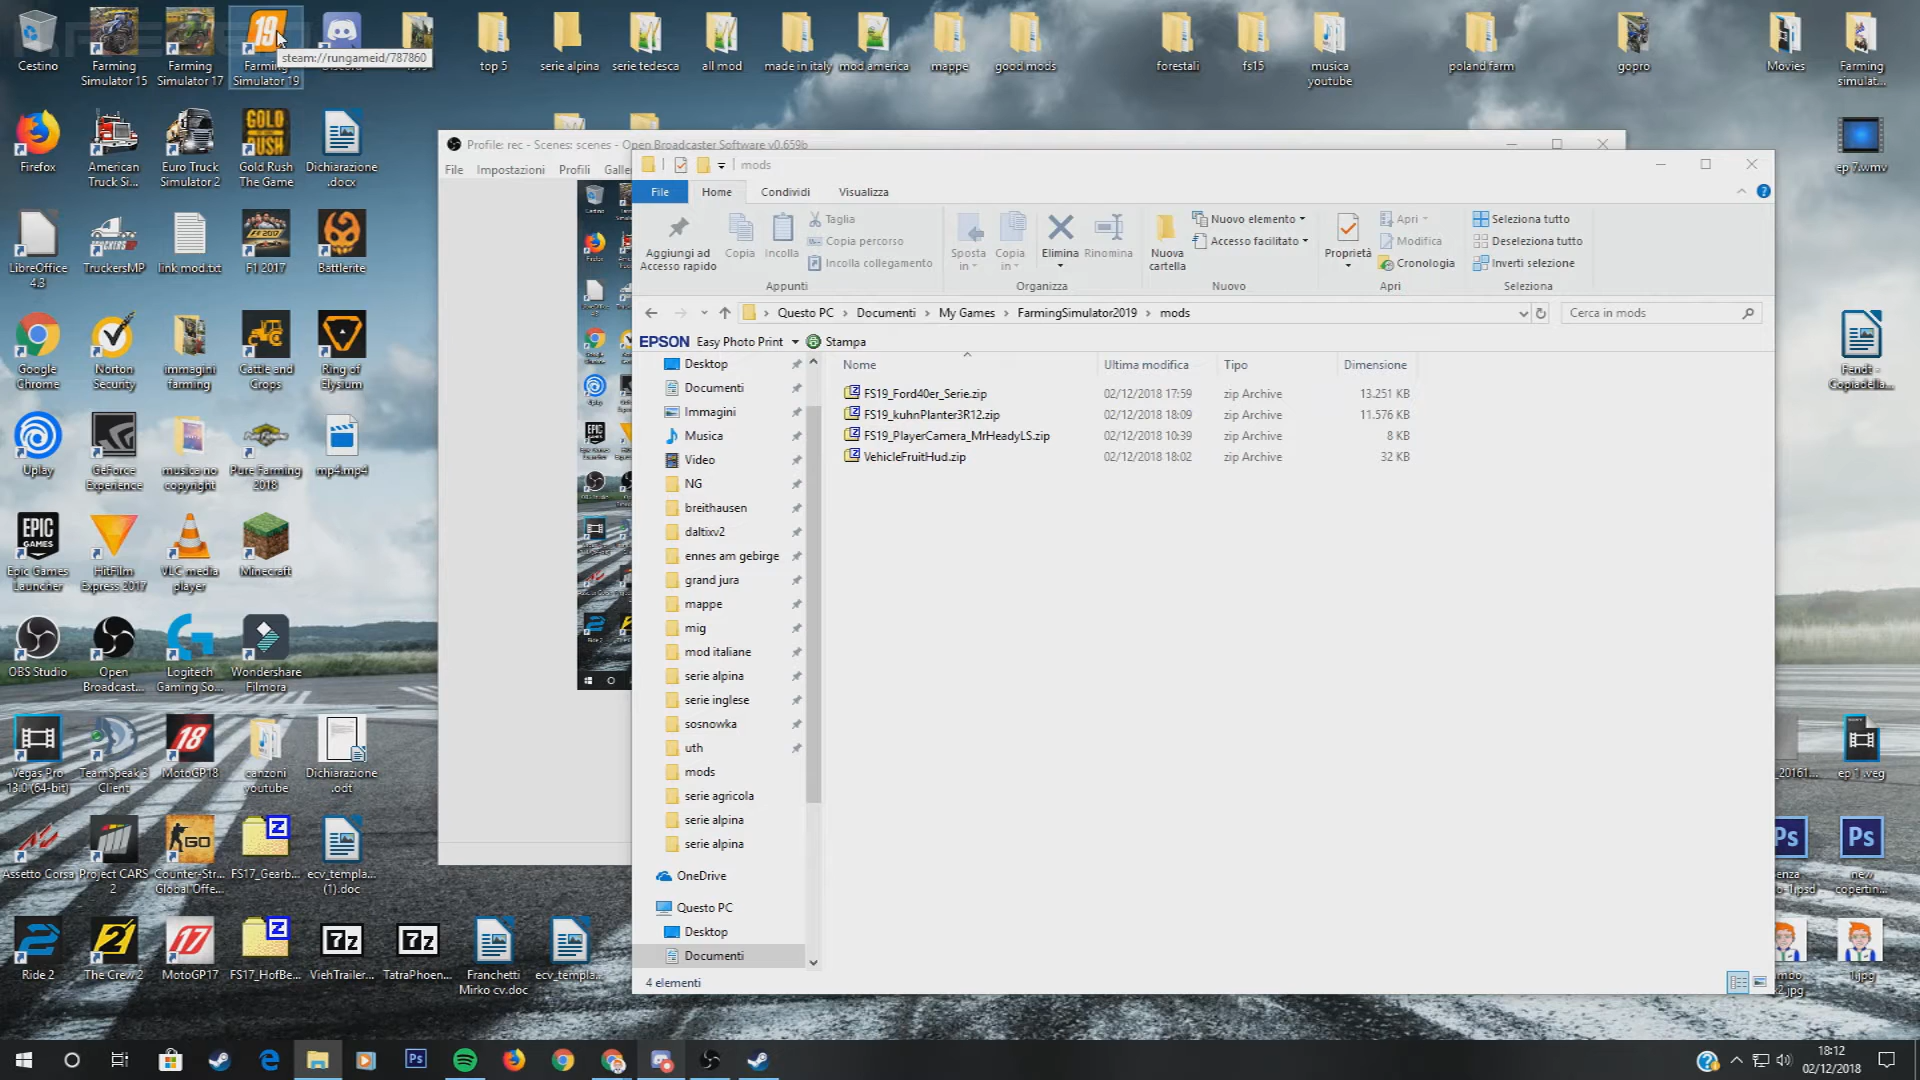 Cestino
Farming Simulator 15
Farming Simulator 17
Farming Simulator 19
steam://rungameid/787860
top 5
serie alpina
serie tedesca
all mod
made in italy
mod america
mappe
good mods
forestali
fs15
musica youtube
poland farm
gopro
Movies
Farming simulat...
Firefox
American Truck Si...
Euro Truck Simulator 2
Gold Rush The Game
Dichiarazione .docx
ep 7.wmv
LibreOffice 4.3
TruckersMP
link mod.txt
F1 2017
Battlerite
Google Chrome
Norton Security
immagini farming
Cattle and Crops
Ring of Elysium
Fendt - Copiadella...
Uplay
GeForce Experience
musica no copyright
Pure Farming 2018
mp4.mp4
Epic Games Launcher
HitFilm Express 2017
VLC media player
Minecraft
OBS Studio
Open Broadcast...
Logitech Gaming So...
Wondershare Filmora
Vegas Pro 13.0 (64-bit)
TeamSpeak 3 Client
MotoGP18
canzoni youtube
Dichiarazione .odt
_20161...
ep 1.veg
Assetto Corsa
Project CARS 2
Counter-Str... Global Offe...
FS17_Gearb...
ecv_templa... (1).doc
new copertin...
Ride 2
The Crew 2
MotoGP17
FS17_HofBe...
ViehTrailer...
TatraPhoen...
Franchetti Mirko cv.doc
ecv_templa...
1.jpg
Profile: rec - Scenes: scenes - Open Broadcaster Software v0.659b
File Impostazioni Profili
mods
File Home Condividi Visualizza
Aggiungi ad Accesso rapido
Copia
Incolla
Taglia
Copia percorso
Incolla collegamento
Appunti
Sposta in
Copia in
Elimina
Rinomina
Organizza
Nuova cartella
Nuovo elemento
Accesso facilitato
Nuovo
Proprietà
Apri
Modifica
Cronologia
Apri
Seleziona tutto
Deseleziona tutto
Inverti selezione
Seleziona
Questo PC > Documenti > My Games > FarmingSimulator2019 > mods
Cerca in mods
EPSON Easy Photo Print Stampa
Desktop
Documenti
Immagini
Musica
Video
NG
breithausen
daltixv2
ennes am gebirge
grand jura
mappe
mig
mod italiane
serie alpina
serie inglese
sosnowka
uth
mods
serie agricola
serie alpina
serie alpina
OneDrive
Questo PC
Desktop
Documenti
Nome Ultima modifica Tipo Dimensione
FS19_Ford40er_Serie.zip 02/12/2018 17:59 zip Archive 13.251 KB
FS19_kuhnPlanter3R12.zip 02/12/2018 18:09 zip Archive 11.576 KB
FS19_PlayerCamera_MrHeadyLS.zip 02/12/2018 10:39 zip Archive 8 KB
VehicleFruitHud.zip 02/12/2018 18:02 zip Archive 32 KB
4 elementi
18:12
02/12/2018